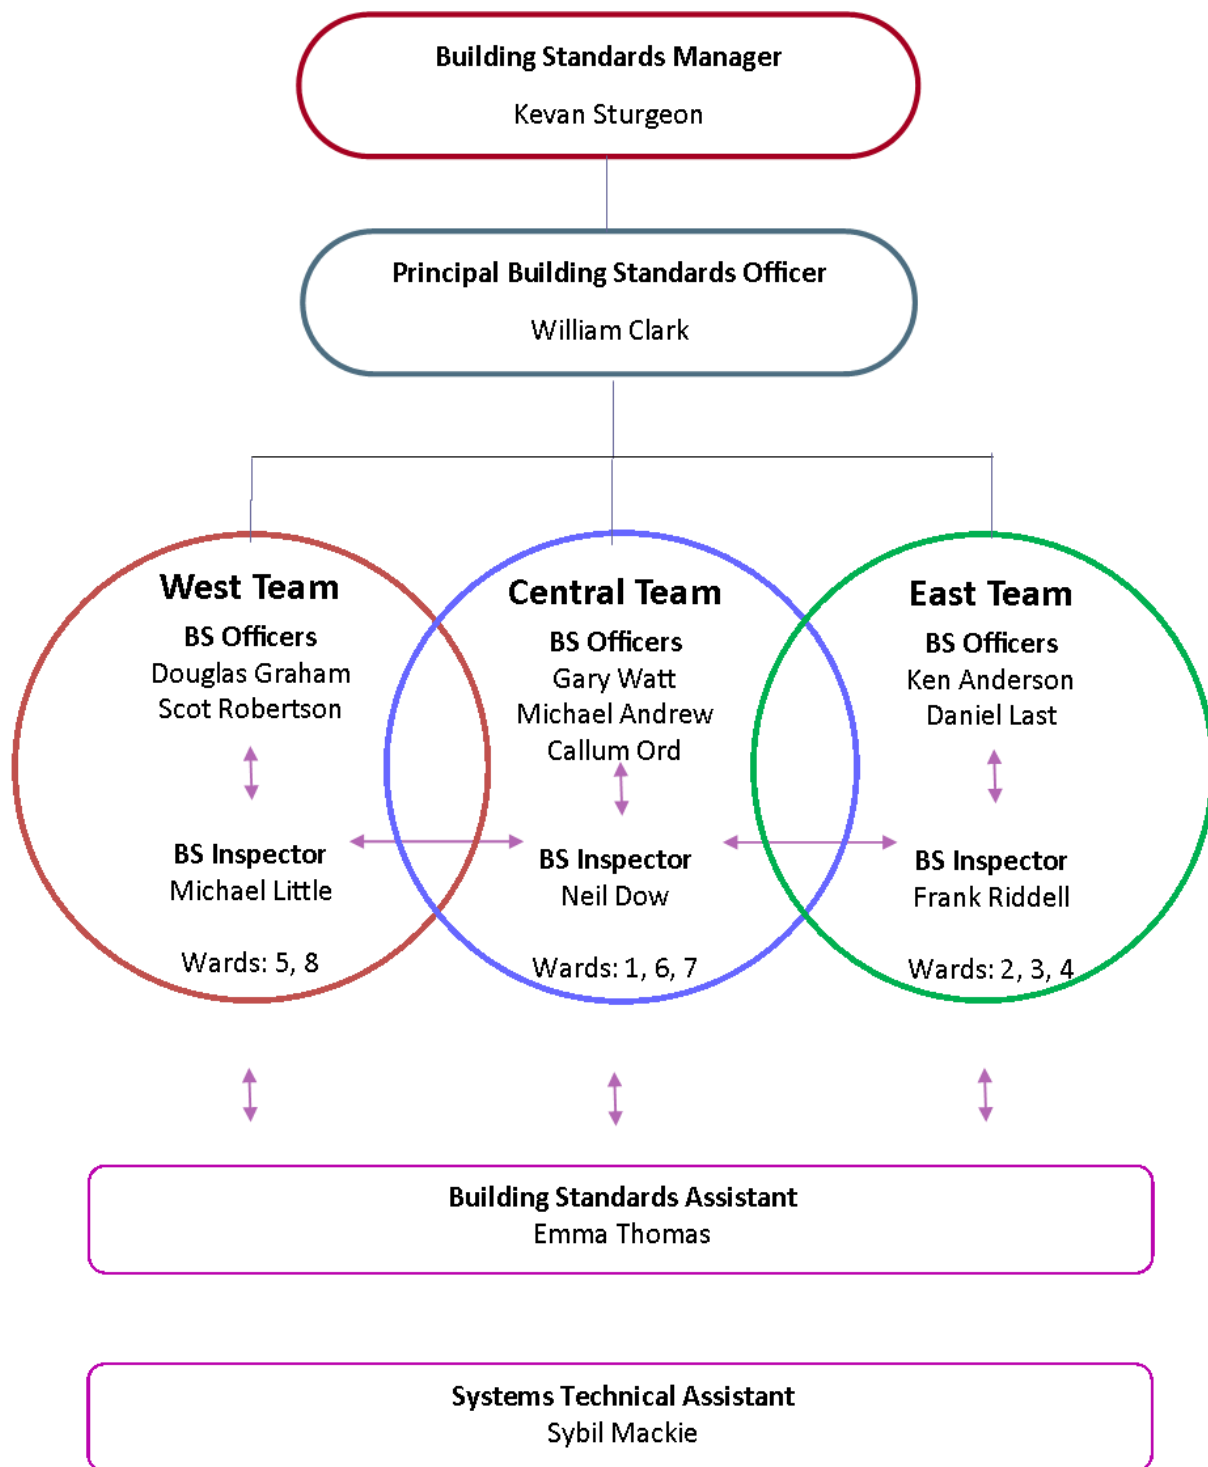 Building Standards Manager
Kevan Sturgeon
Principal Building Standards Officer
William Clark
West Team
BS Officers
Douglas Graham
Scot Robertson
BS Inspector
Michael Little
Wards: 5, 8
Central Team
BS Officers
Gary Watt
Michael Andrew
Callum Ord
BS Inspector
Neil Dow
Wards: 1, 6, 7
East Team
BS Officers
Ken Anderson
Daniel Last
BS Inspector
Frank Riddell
Wards: 2, 3, 4
Building Standards Assistant
Emma Thomas
Systems Technical Assistant
Sybil Mackie